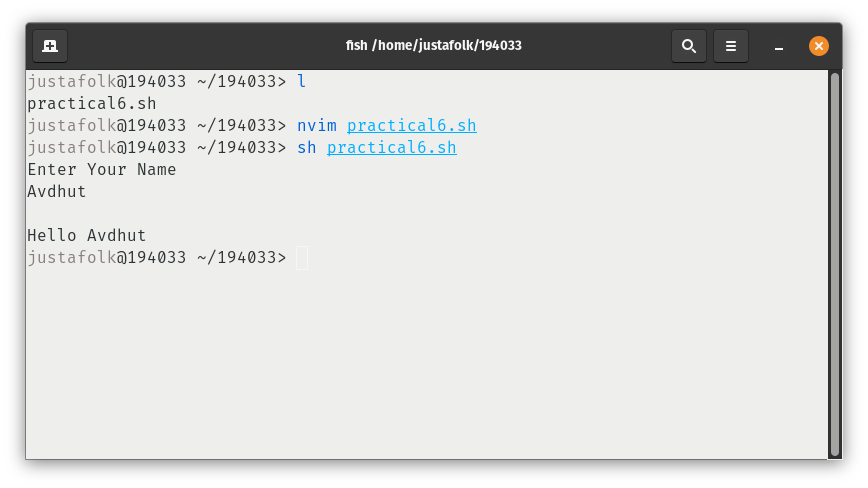 fish /home/justafolk/194033
justafolk@194033 ~/194033> l
practical6.sh
justafolk@194033 ~/194033> nvim practical6.sh
justafolk@194033 ~/194033> sh practical6.sh
Enter Your Name
Avdhut
Hello Avdhut
justafolk@194033 ~/194033>